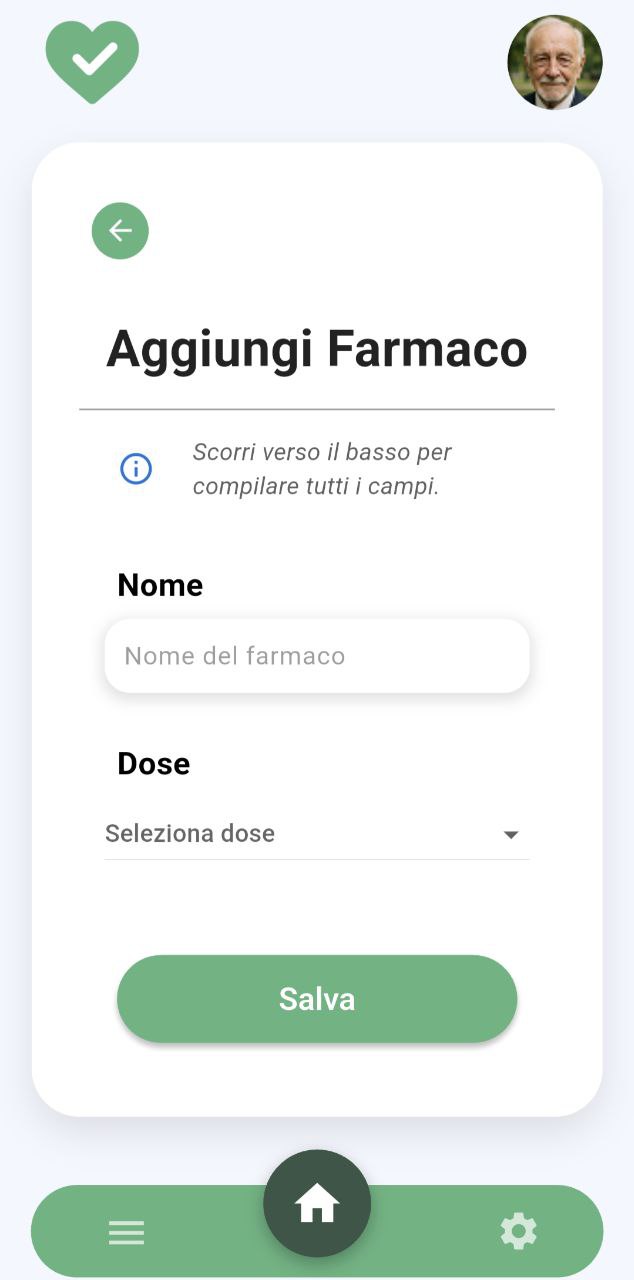 Aggiungi Farmaco
Scorri verso il basso per
compilare tutti i campi.
Nome
Nome del farmaco
Dose
Seleziona dose
Salva